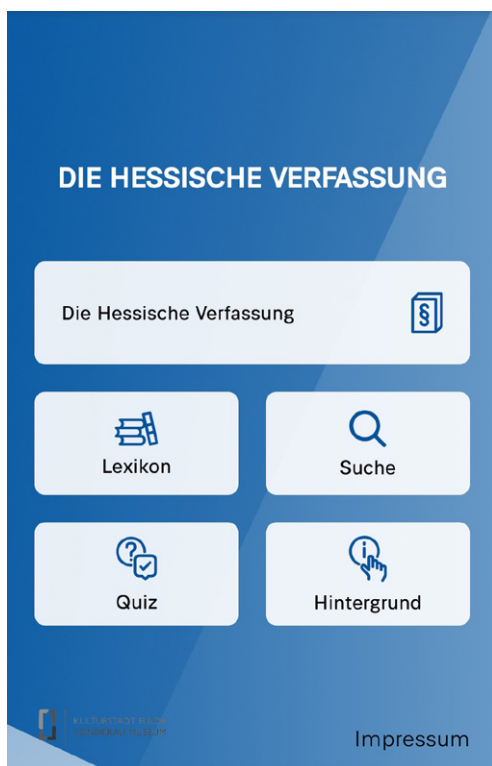 DIE HESSISCHE VERFASSUNG
Die Hessische Verfassung
§
Lexikon
Suche
Quiz
Hintergrund
Impressum